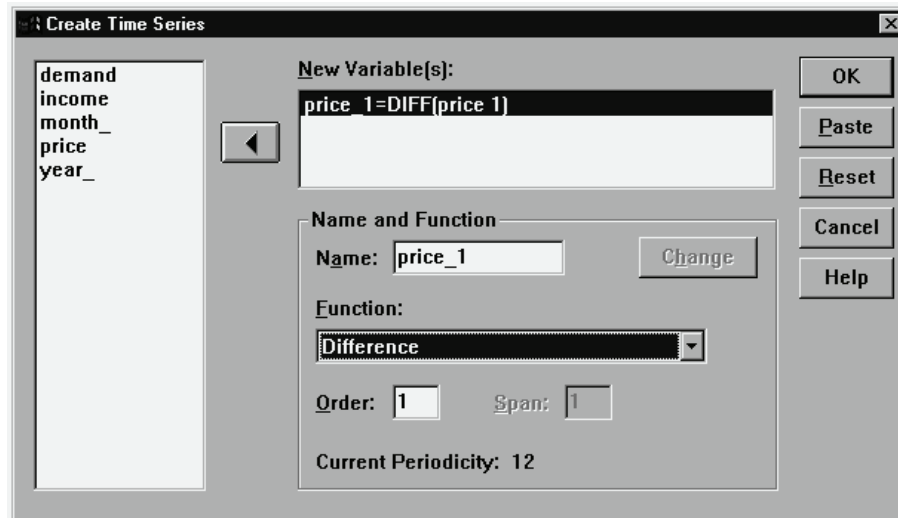 Create Time Series
demand
income
month_
price
year_
New Variable(s):
price_1=DIFF(price 1)
Name and Function
Name: price_1
Change
Function:
Difference
Order: 1
Span: 1
Current Periodicity: 12
OK
Paste
Reset
Cancel
Help